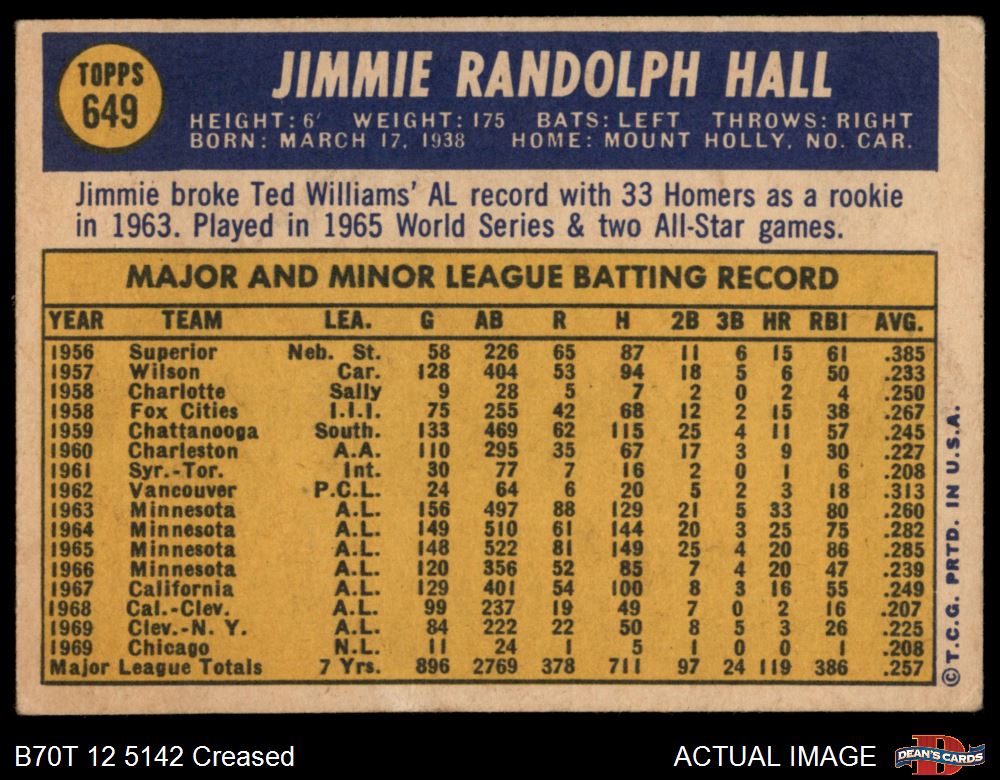 TOPPS
649
JIMMIE RANDOLPH HALL
HEIGHT: 6' WEIGHT: 175 BATS: LEFT THROWS: RIGHT
BORN: MARCH 17, 1938 HOME: MOUNT HOLLY, NO. CAR.
Jimmie broke Ted Williams' AL record with 33 Homers as a rookie
in 1963. Played in 1965 World Series & two All-Star games.
MAJOR AND MINOR LEAGUE BATTING RECORD
YEAR TEAM LEA. G AB R H 2B 3B HR RBI AVG.
1956 Superior Neb. St. 58 226 65 87 11 6 15 61 .385
1957 Wilson Car. 128 404 53 94 18 5 6 50 .233
1958 Charlotte Sally 9 28 5 7 2 0 2 4 .250
1958 Fox Cities I.I.I. 75 255 42 68 12 2 15 38 .267
1959 Chattanooga South. 133 469 62 115 25 4 11 57 .245
1960 Charleston A.A. 110 295 35 67 17 3 9 30 .227
1961 Syr.-Tor. Int. 30 77 7 16 2 0 1 6 .208
1962 Vancouver P.C.L. 24 64 6 20 5 2 3 18 .313
1963 Minnesota A.L. 156 497 88 129 21 5 33 80 .260
1964 Minnesota A.L. 149 510 61 144 20 3 25 75 .282
1965 Minnesota A.L. 148 522 81 149 25 4 20 86 .285
1966 Minnesota A.L. 120 356 52 85 7 4 20 47 .239
1967 California A.L. 129 401 54 100 8 3 16 55 .249
1968 Cal.-Clev. A.L. 99 237 19 49 7 0 2 16 .207
1969 Clev.-N. Y. A.L. 84 222 22 50 8 5 3 26 .225
1969 Chicago N.L. 11 24 1 5 1 0 0 1 .208
Major League Totals 7 Yrs. 896 2769 378 711 97 24 119 386 .257
©T.C.G. PRTD. IN U.S.A.
B70T 12 5142 Creased
ACTUAL IMAGE
D
DEAN'S CARDS